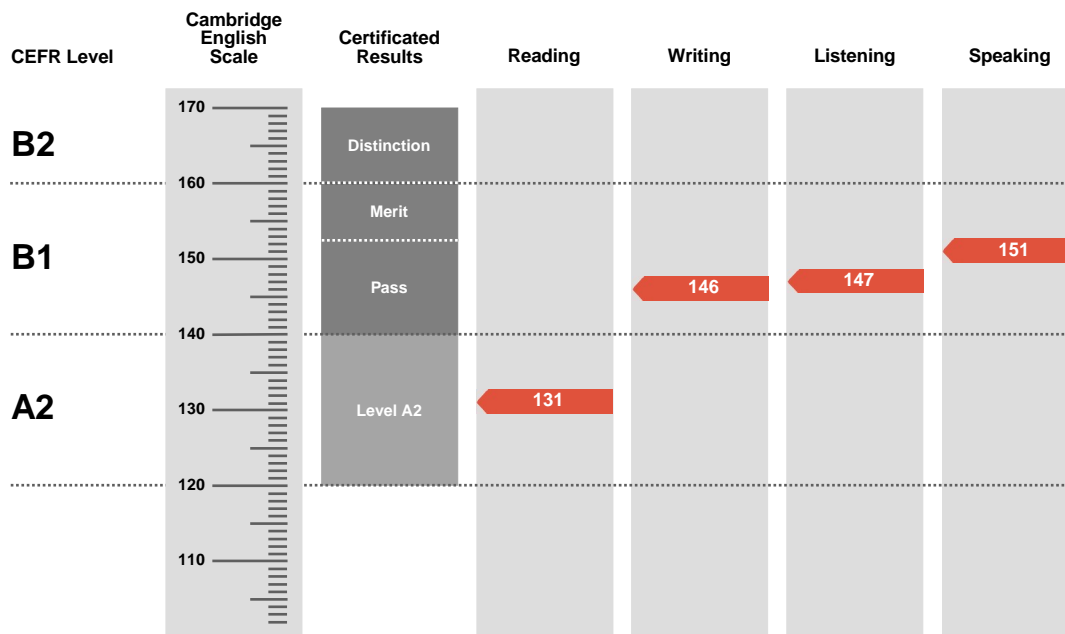 CEFR Level
Cambridge
English
Scale
Certificated
Results
Reading
Writing
Listening
Speaking
170
B2
Distinction
160
Merit
B1
150
151
Pass
146
147
140
A2
130
Level A2
131
120
110